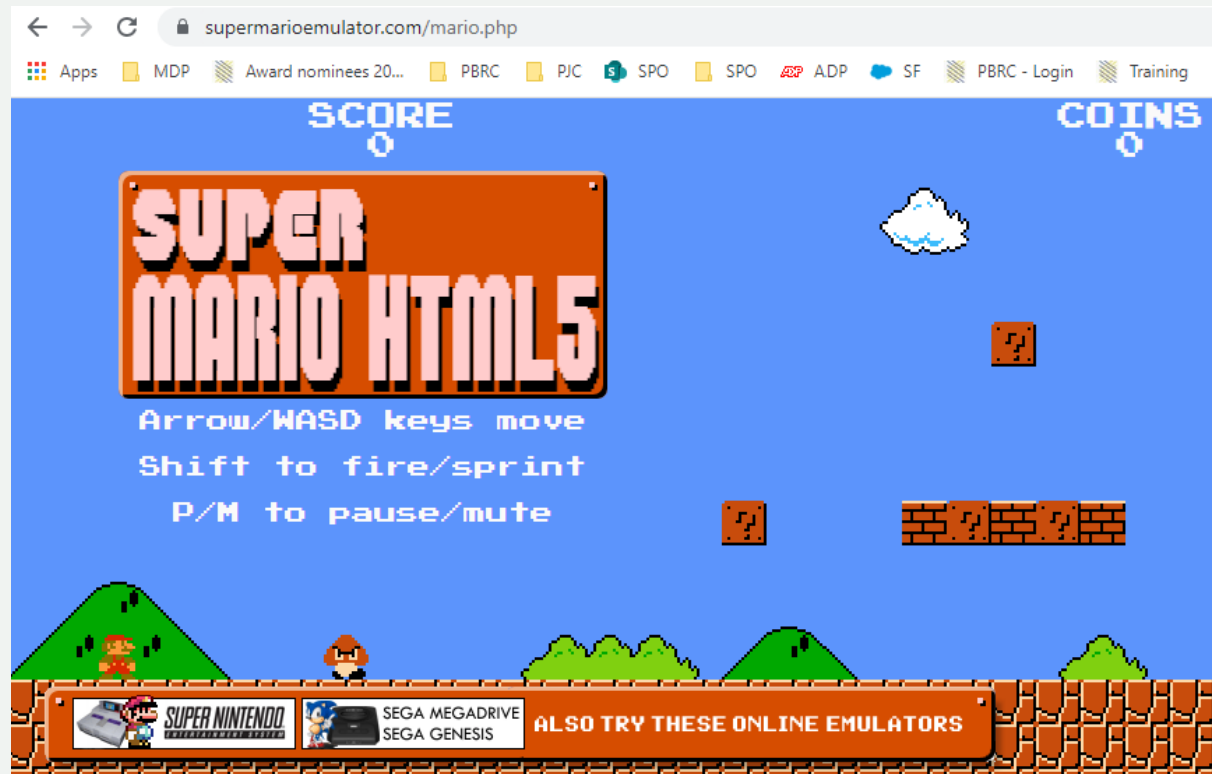 supermarioemulator.com/mario.php
Apps MDP Award nominees 20... PBRC PJC SPO SPO ADP SF PBRC - Login Training
SCORE COINS
0 0
SUPER
MARIO HTML5
Arrow/WASD keys move
Shift to fire/sprint
P/M to pause/mute
?
? ? ?
SUPER NINTENDO
ENTERTAINMENT SYSTEM
SEGA MEGADRIVE
SEGA GENESIS
ALSO TRY THESE ONLINE EMULATORS